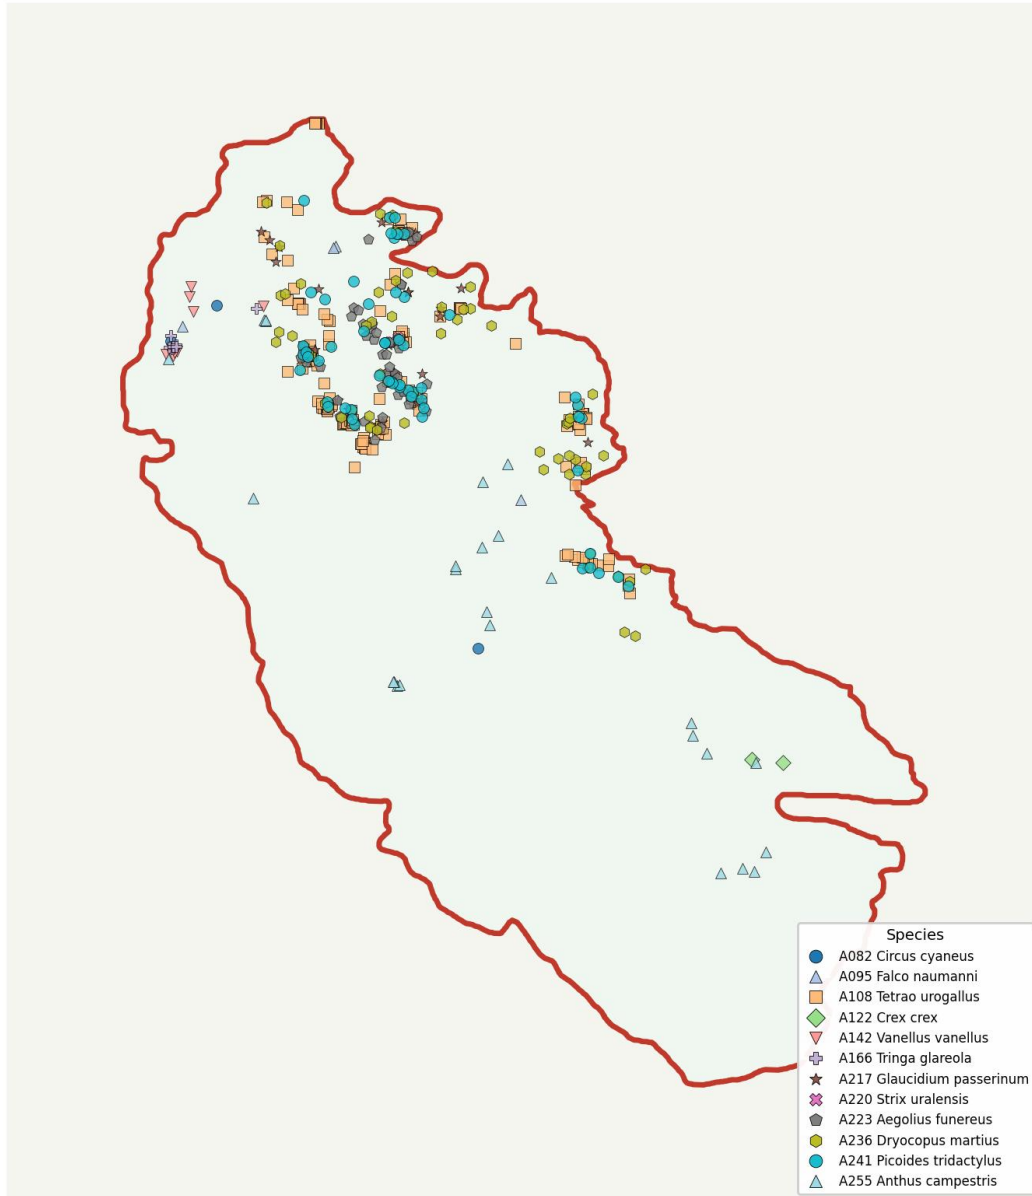 Species
A082 Circus cyaneus
A095 Falco naumanni
A108 Tetrao urogallus
A122 Crex crex
A142 Vanellus vanellus
A166 Tringa glareola
A217 Glaucidium passerinum
A220 Strix uralensis
A223 Aegolius funereus
A236 Dryocopus martius
A241 Picoides tridactylus
A255 Anthus campestris